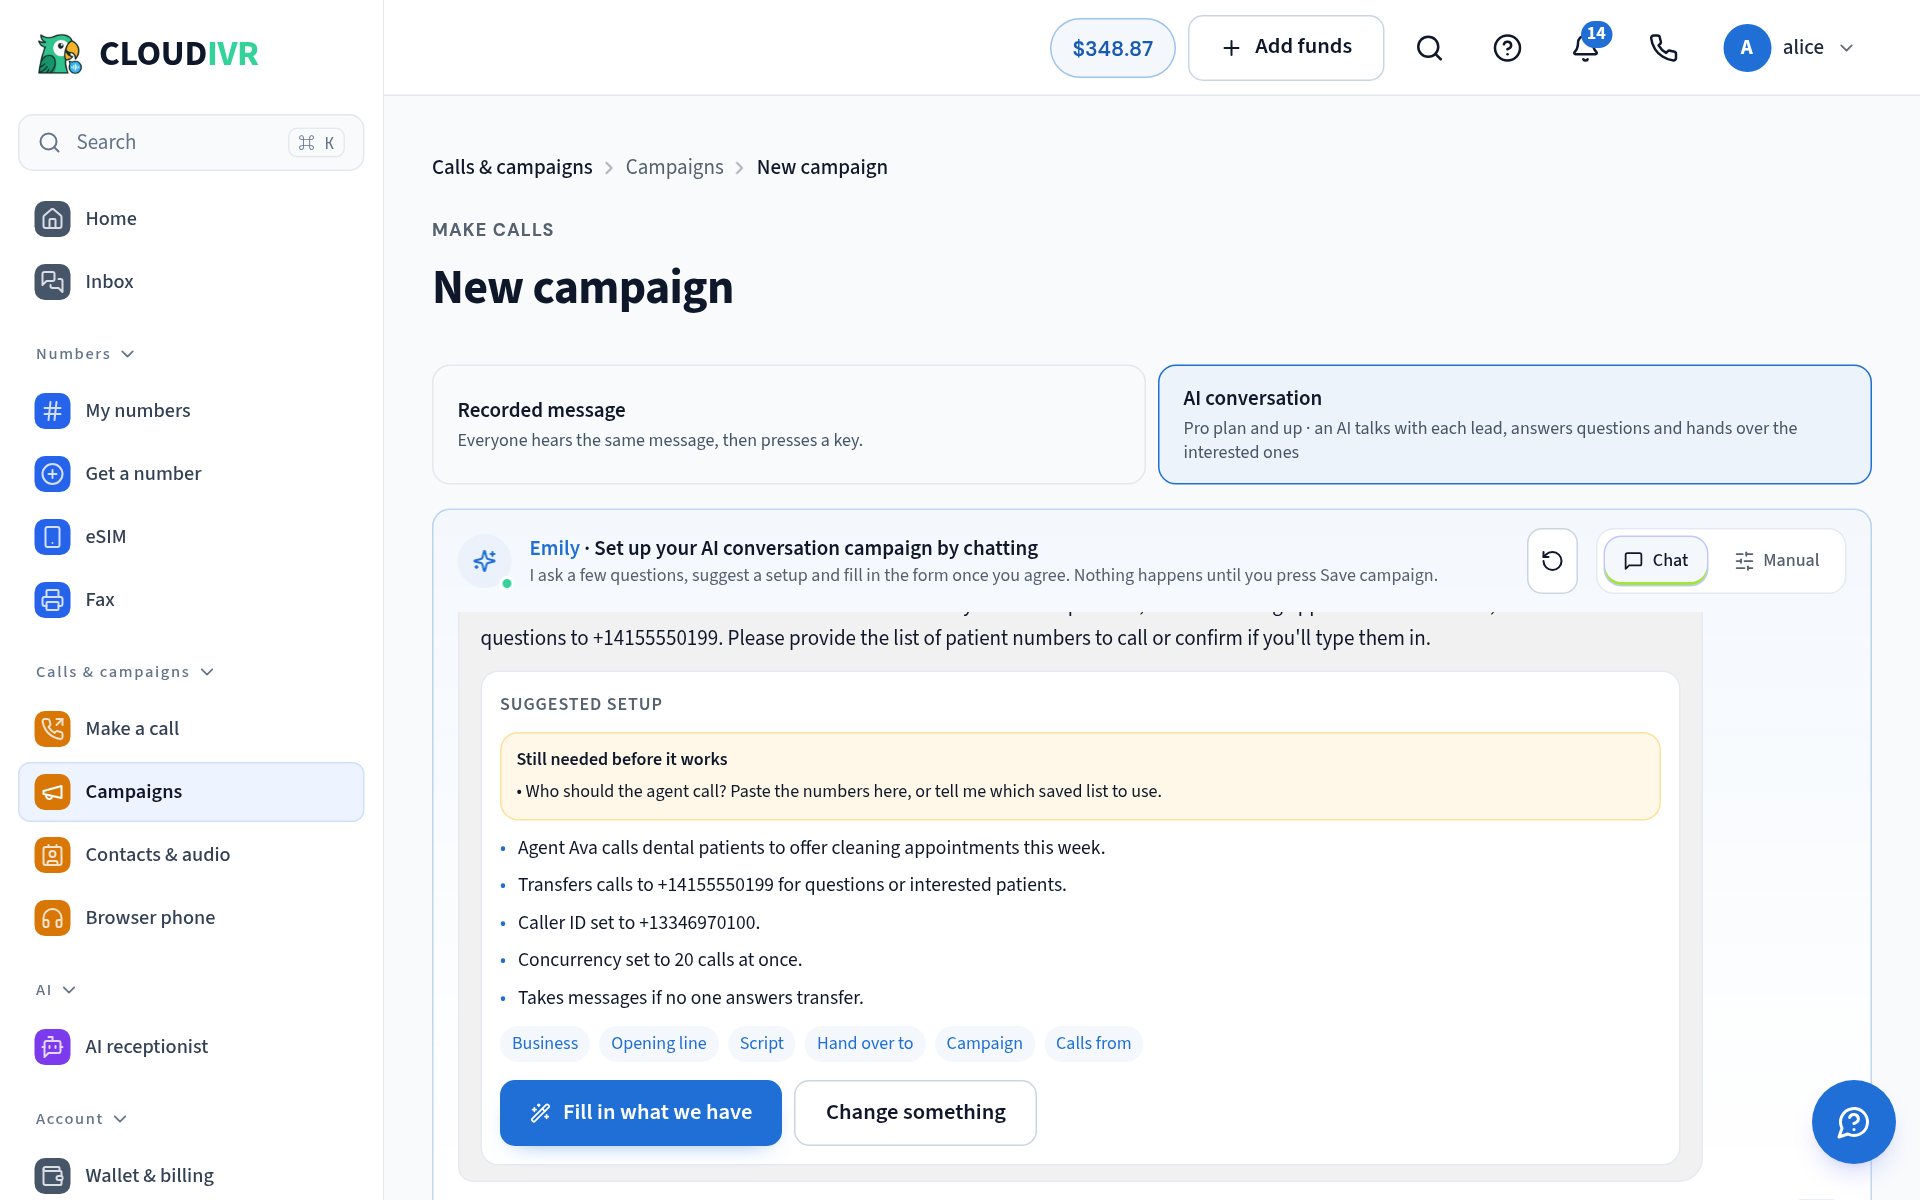 CLOUDIVR
$348.87
Add funds
14
A
alice
Search
⌘ K
Home
Inbox
Numbers
My numbers
Get a number
eSIM
Fax
Calls & campaigns
Make a call
Campaigns
Contacts & audio
Browser phone
AI
AI receptionist
Account
Wallet & billing
Calls & campaigns > Campaigns > New campaign
MAKE CALLS
New campaign
Recorded message
Everyone hears the same message, then presses a key.
AI conversation
Pro plan and up · an AI talks with each lead, answers questions and hands over the
interested ones
Emily · Set up your AI conversation campaign by chatting
I ask a few questions, suggest a setup and fill in the form once you agree. Nothing happens until you press Save campaign.
Chat
Manual
questions to +14155550199. Please provide the list of patient numbers to call or confirm if you'll type them in.
SUGGESTED SETUP
Still needed before it works
• Who should the agent call? Paste the numbers here, or tell me which saved list to use.
• Agent Ava calls dental patients to offer cleaning appointments this week.
• Transfers calls to +14155550199 for questions or interested patients.
• Caller ID set to +13346970100.
• Concurrency set to 20 calls at once.
• Takes messages if no one answers transfer.
Business
Opening line
Script
Hand over to
Campaign
Calls from
Fill in what we have
Change something